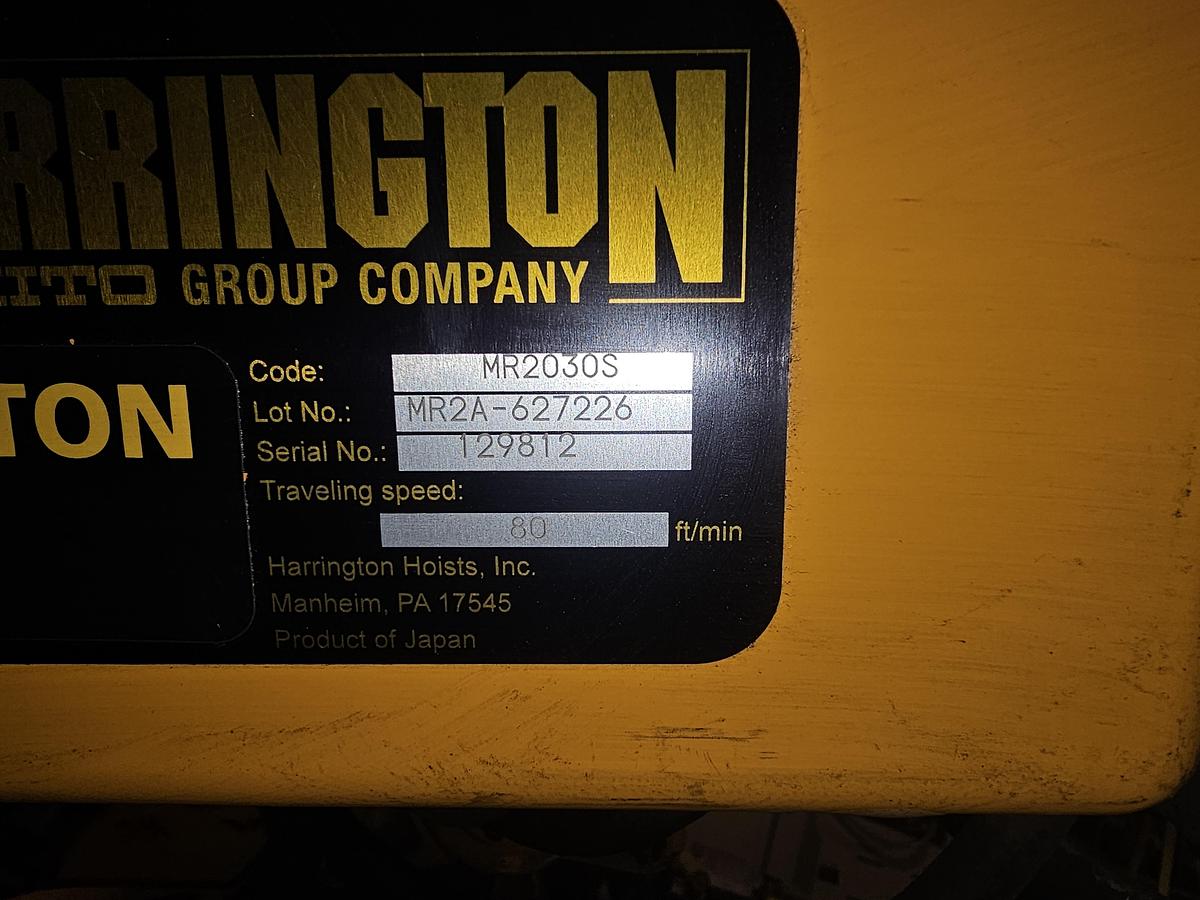 RRINGTON
ITO GROUP COMPANY
TON
Code: MR2030S
Lot No.: MR2A-627226
Serial No.: 129812
Traveling speed:
80 ft/min
Harrington Hoists, Inc.
Manheim, PA 17545
Product of Japan